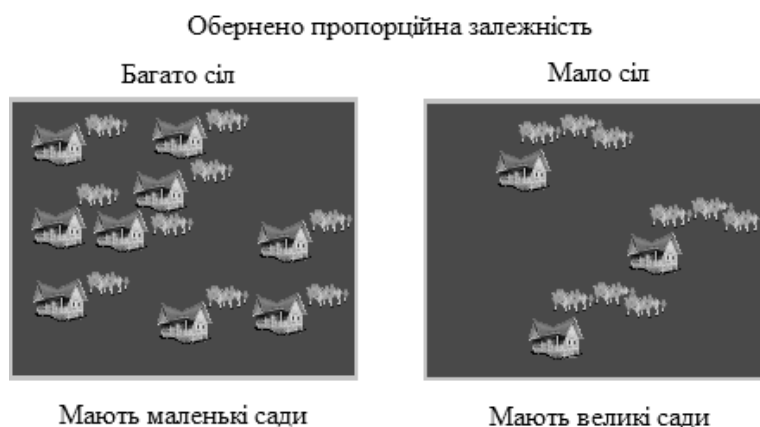 Обернено пропорційна залежність
Багато сіл
Мало сіл
Мають маленькі сади
Мають великі сади